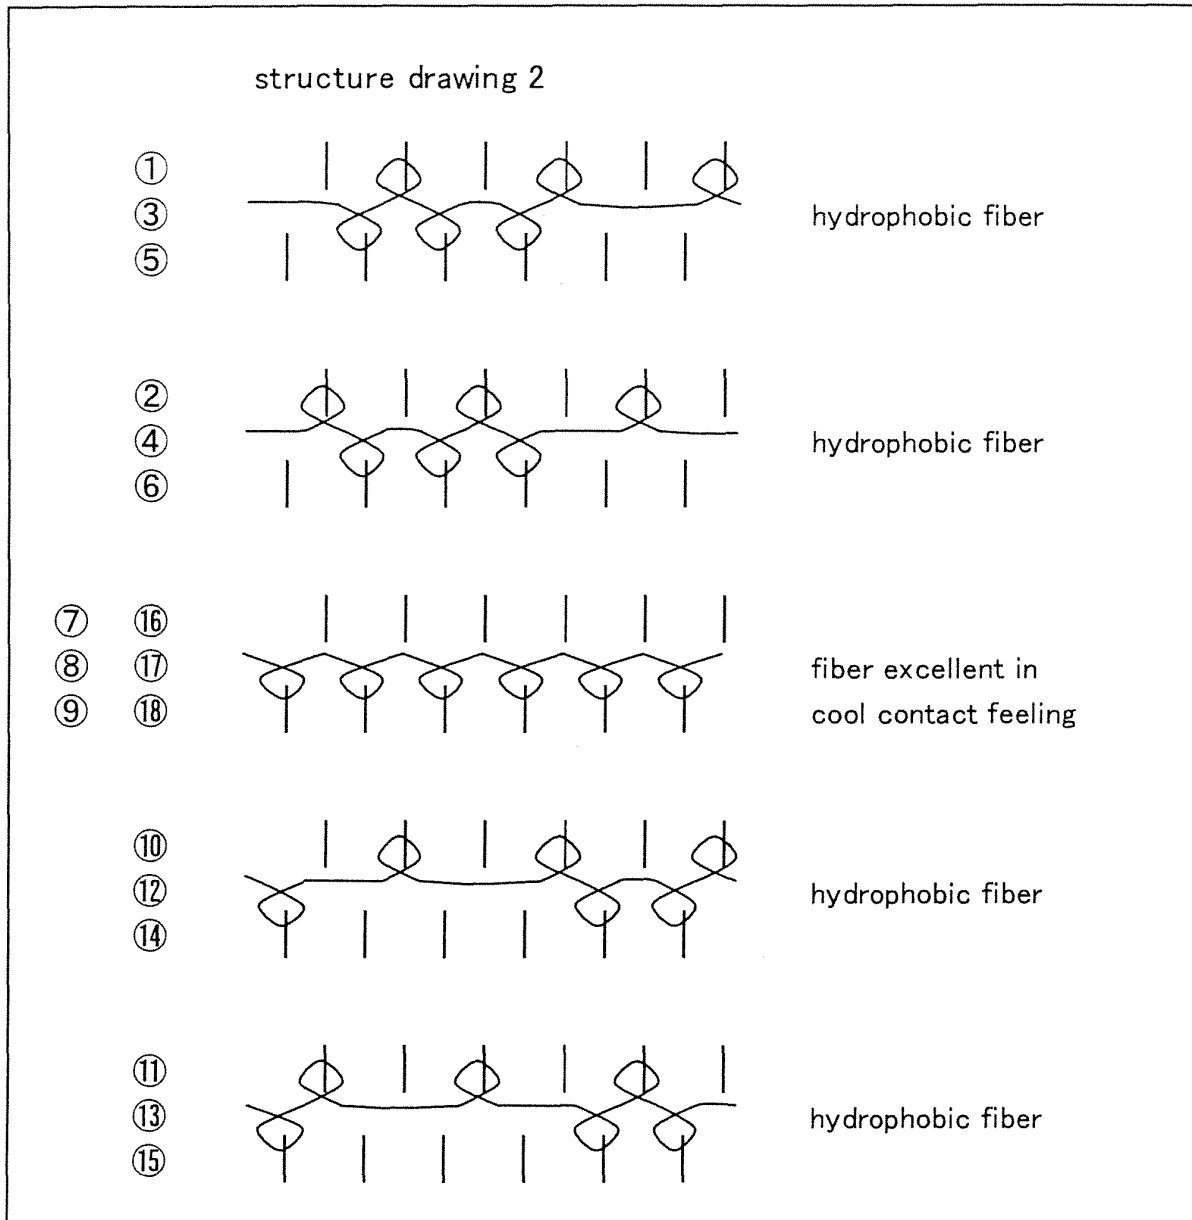 structure drawing 2
①
③ hydrophobic fiber
⑤
②
④ hydrophobic fiber
⑥
⑦ ⑯
⑧ ⑰ fiber excellent in
⑨ ⑱ cool contact feeling
⑩
⑫ hydrophobic fiber
⑭
⑪
⑬ hydrophobic fiber
⑮